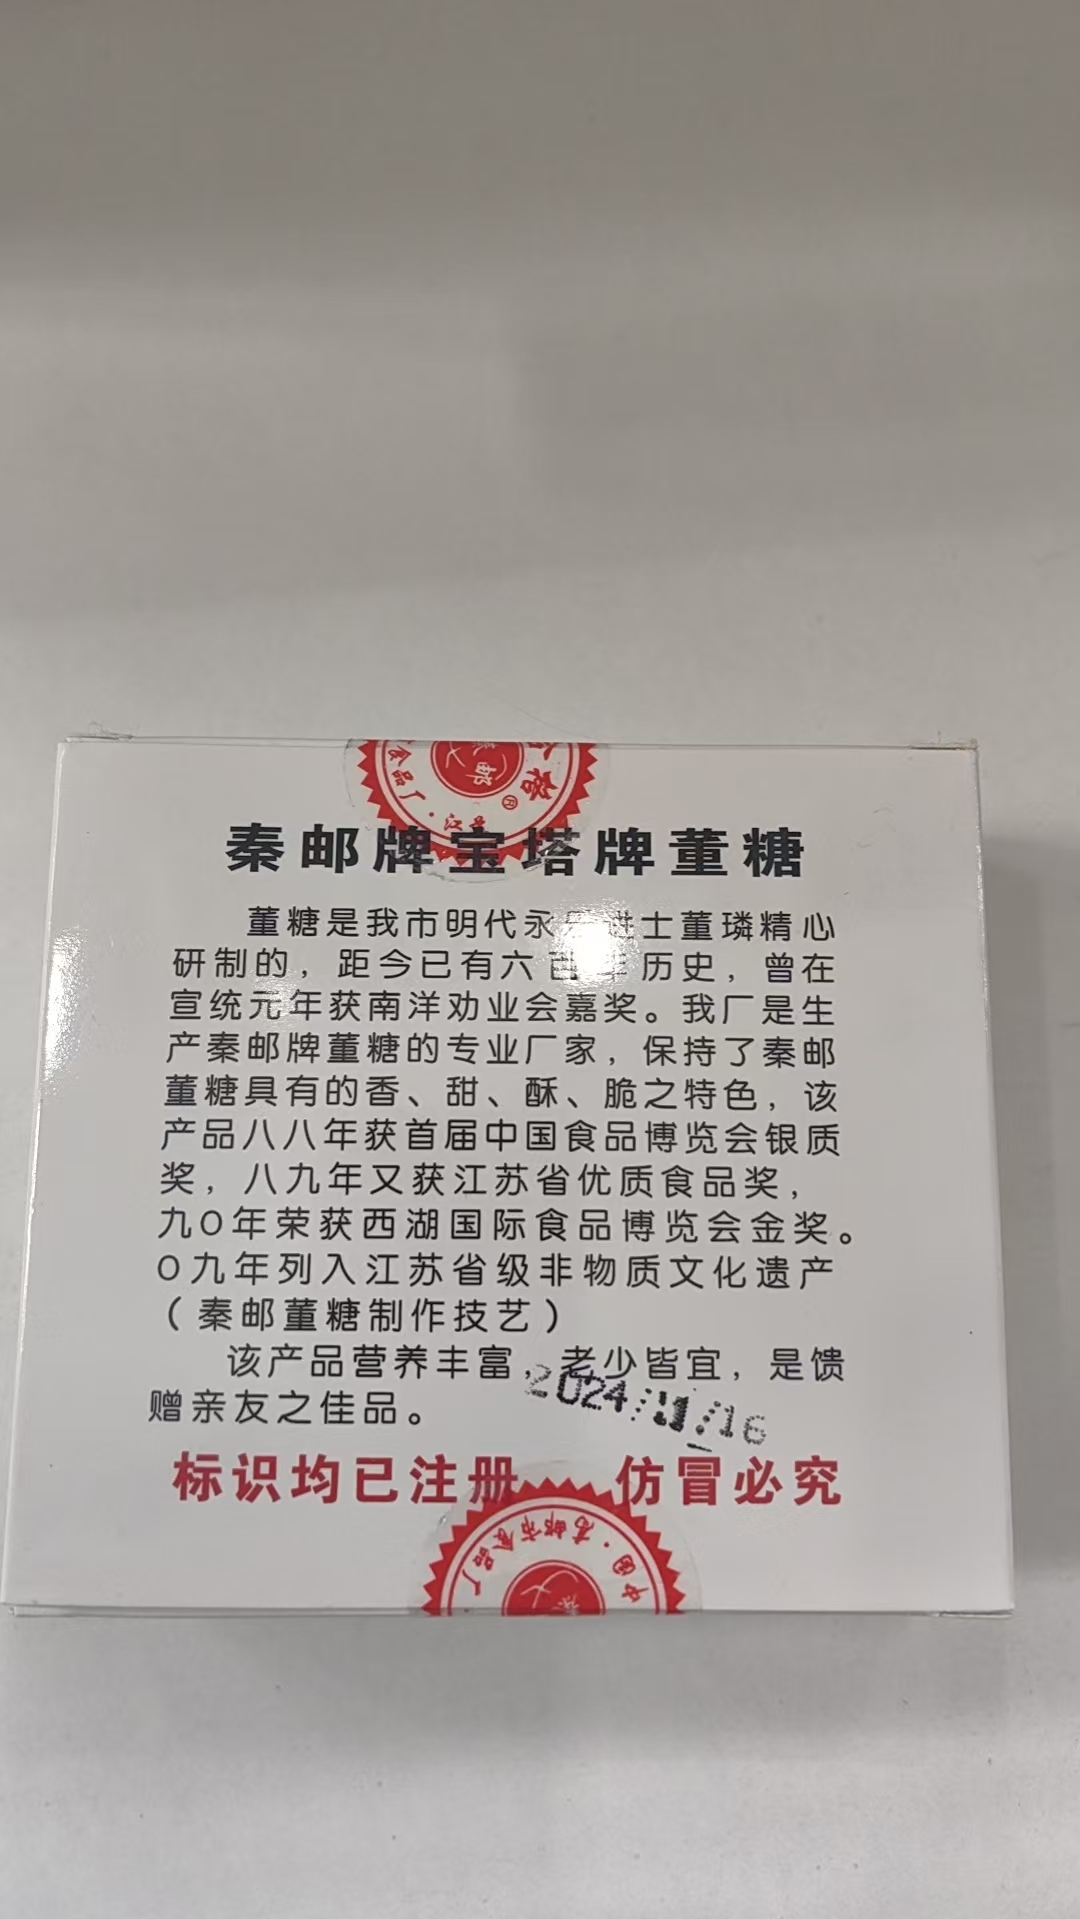 秦邮牌宝塔牌董糖
董糖是我市明代永 进士董璘精心
研制的，距今已有六百年历史，曾在
宣统元年获南洋劝业会嘉奖。我厂是生
产秦邮牌董糖的专业厂家，保持了秦邮
董糖具有的香、甜、酥、脆之特色，该
产品八八年获首届中国食品博览会银质
奖，八九年又获江苏省优质食品奖，
九0年荣获西湖国际食品博览会金奖。
0九年列入江苏省级非物质文化遗产
（秦邮董糖制作技艺）
该产品营养丰富，老少皆宜，是馈
赠亲友之佳品。
2024/11/16
标识均已注册 仿冒必究
中国·高邮市食品厂